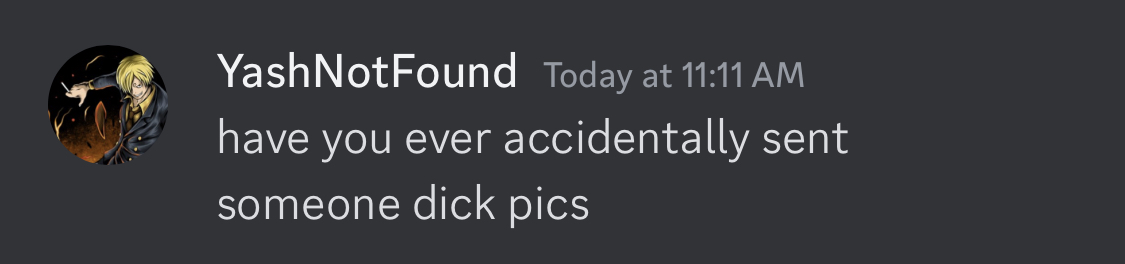 YashNotFound Today at 11:11 AM
have you ever accidentally sent
someone dick pics